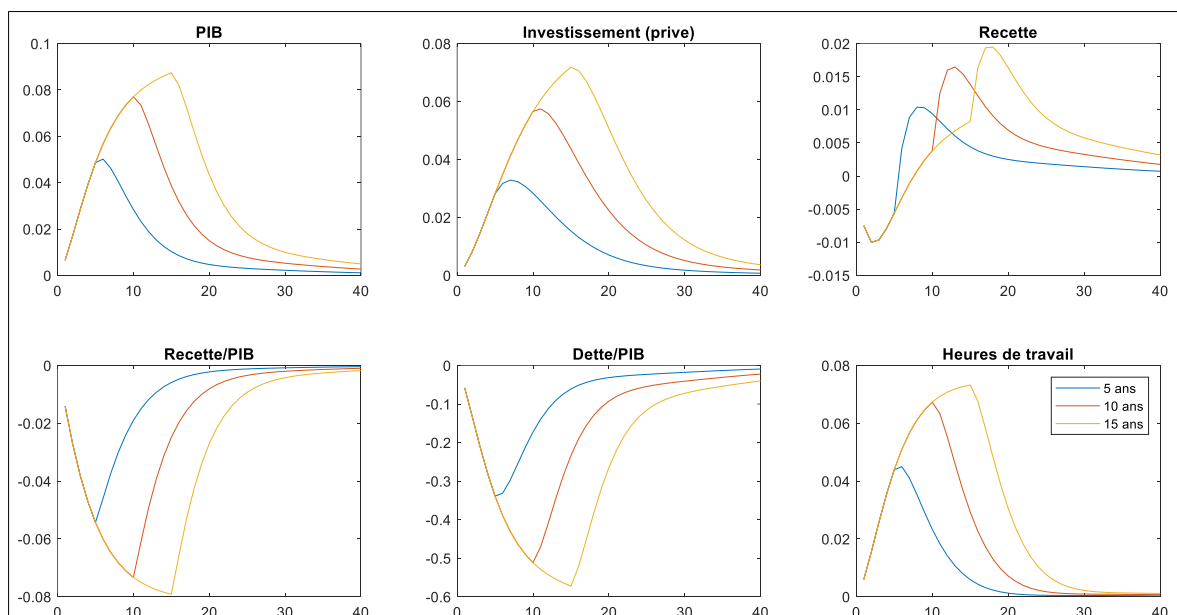 PIB
0.1
0.08
0.06
0.04
0.02
0
0 10 20 30 40
Investissement (prive)
0.08
0.06
0.04
0.02
0
0 10 20 30 40
Recette
0.02
0.015
0.01
0.005
0
-0.005
-0.01
-0.015
0 10 20 30 40
Recette/PIB
0
-0.02
-0.04
-0.06
-0.08
0 10 20 30 40
Dette/PIB
0
-0.1
-0.2
-0.3
-0.4
-0.5
-0.6
0 10 20 30 40
Heures de travail
0.08
0.06
0.04
0.02
0
0 10 20 30 40
5 ans
10 ans
15 ans